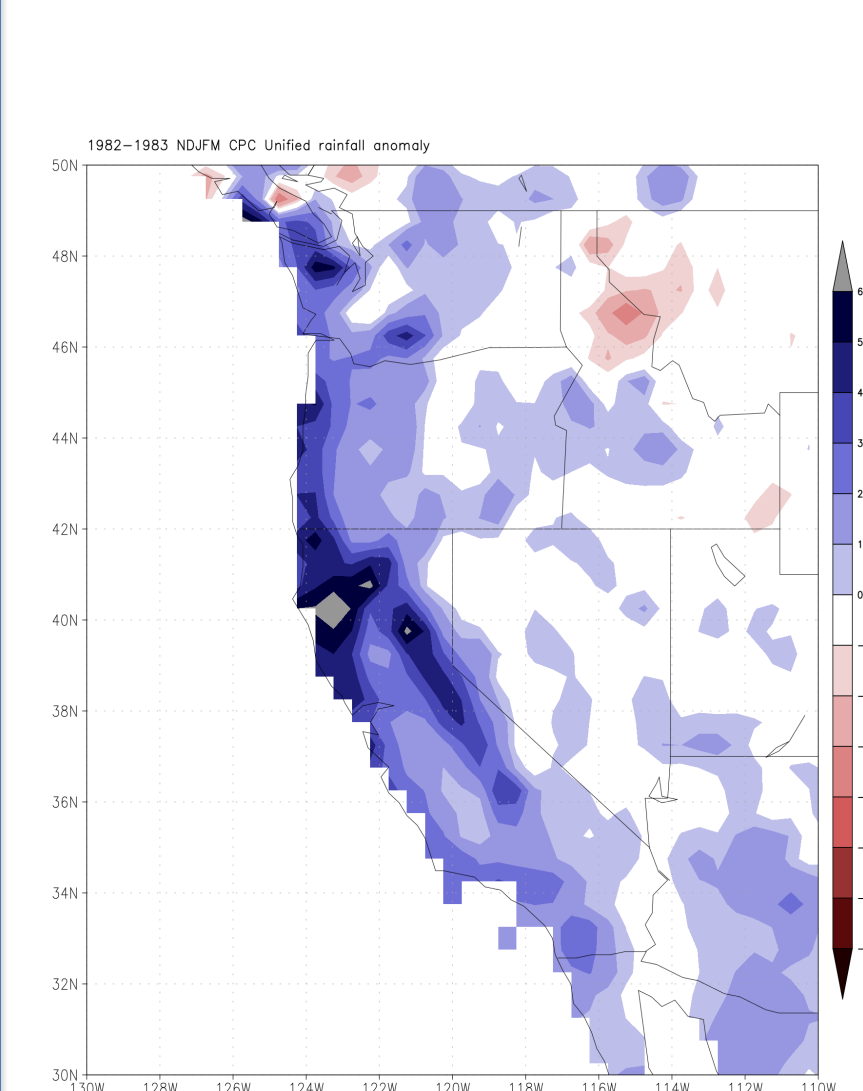 1982-1983 NDJFM CPC Unified rainfall anomaly
50N
48N
46N
44N
42N
40N
38N
36N
34N
32N
30N
130W 128W 126W 124W 122W 120W 118W 116W 114W 112W 110W
6
5
4
3
2
1
0